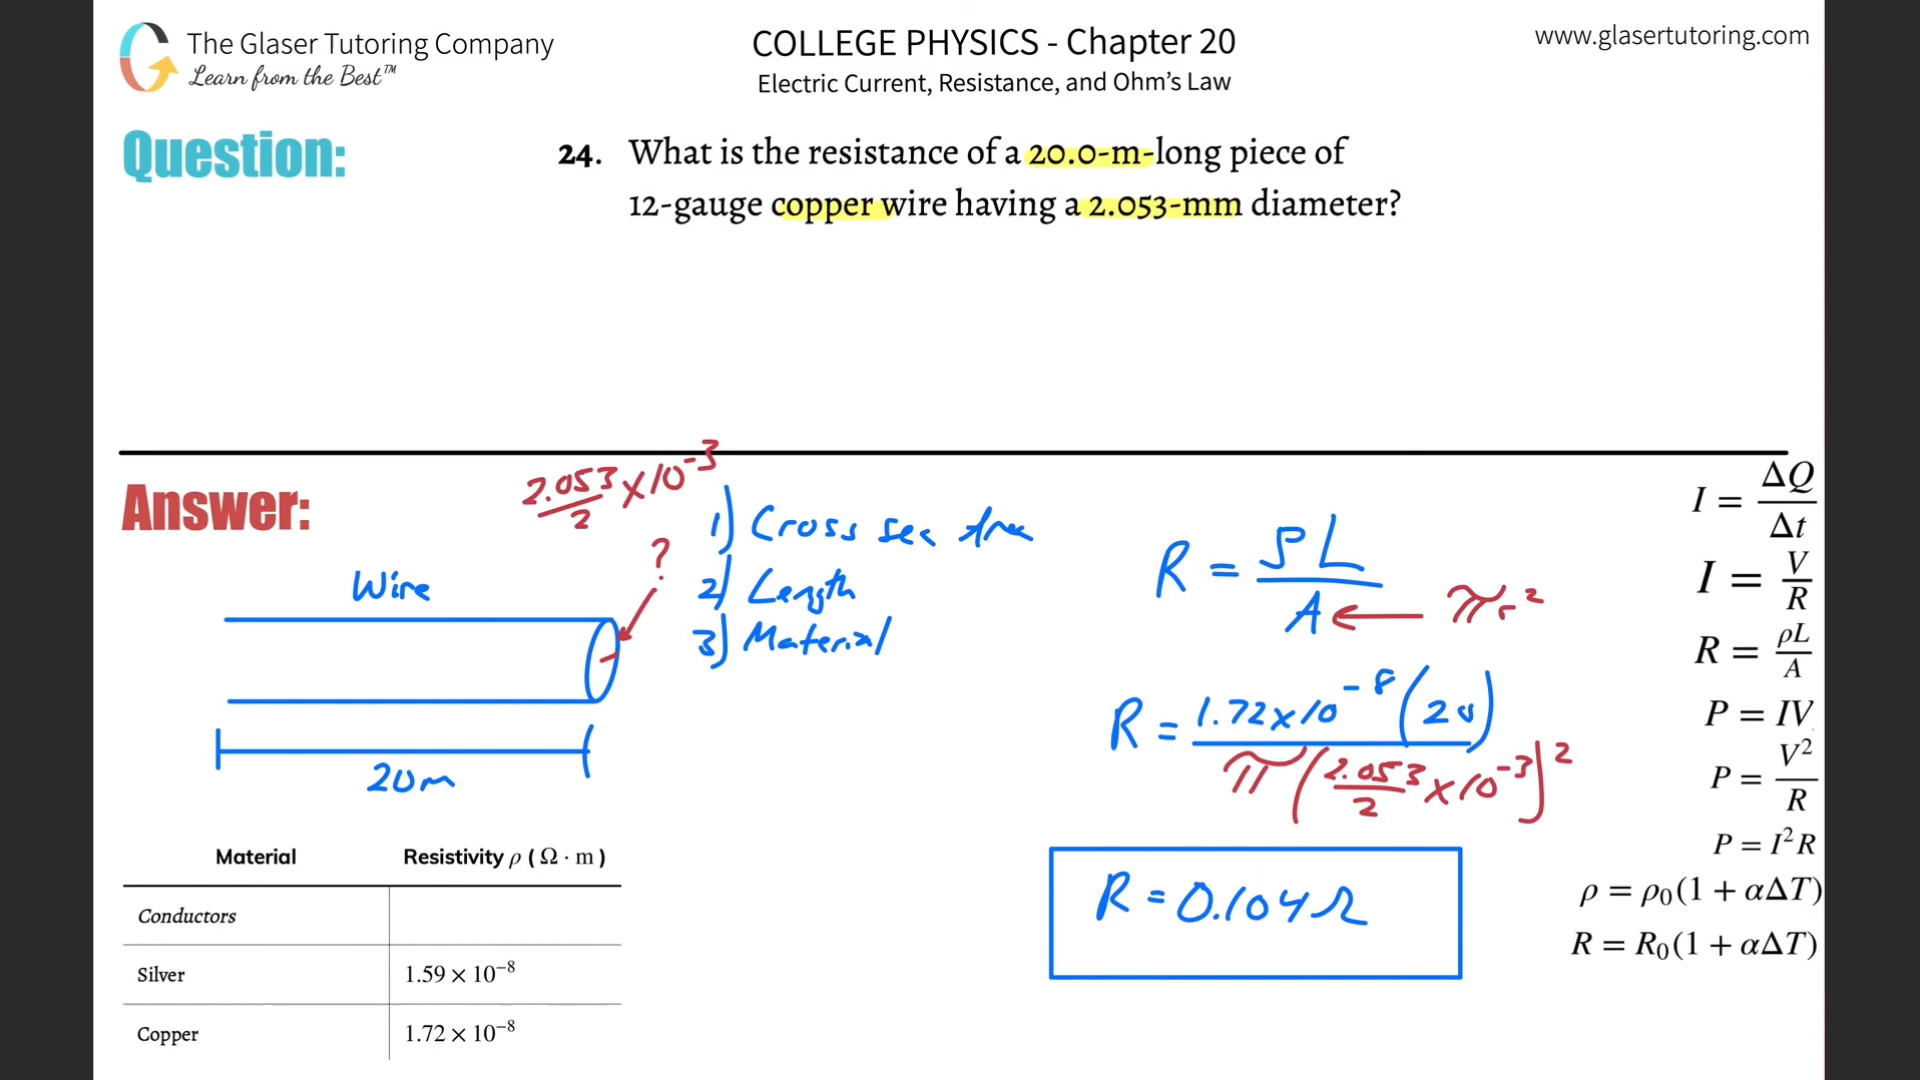 The Glaser Tutoring Company
Learn from the Best™
COLLEGE PHYSICS - Chapter 20
Electric Current, Resistance, and Ohm's Law
www.glasertutoring.com
Question:
24. What is the resistance of a 20.0-m-long piece of
12-gauge copper wire having a 2.053-mm diameter?
Answer:
2.053/2 × 10⁻³
?
Wire
20m
1) Cross sec Area
2) Length
3) Material
R = ρL/A ← πr²
R = 1.72×10⁻⁸(20) / π(2.053/2 × 10⁻³)²
R = 0.104Ω
I = ΔQ/Δt
I = V/R
R = ρL/A
P = IV
P = V²/R
P = I²R
ρ = ρ₀(1 + αΔT)
R = R₀(1 + αΔT)
Material Resistivity ρ ( Ω · m )
Conductors
Silver 1.59 × 10⁻⁸
Copper 1.72 × 10⁻⁸